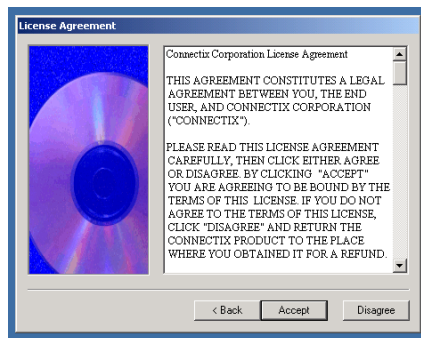 License Agreement
Connectix Corporation License Agreement
THIS AGREEMENT CONSTITUTES A LEGAL
AGREEMENT BETWEEN YOU, THE END
USER, AND CONNECTIX CORPORATION
("CONNECTIX").
PLEASE READ THIS LICENSE AGREEMENT
CAREFULLY, THEN CLICK EITHER AGREE
OR DISAGREE. BY CLICKING "ACCEPT"
YOU ARE AGREEING TO BE BOUND BY THE
TERMS OF THIS LICENSE. IF YOU DO NOT
AGREE TO THE TERMS OF THIS LICENSE,
CLICK "DISAGREE" AND RETURN THE
CONNECTIX PRODUCT TO THE PLACE
WHERE YOU OBTAINED IT FOR A REFUND.
< Back Accept Disagree